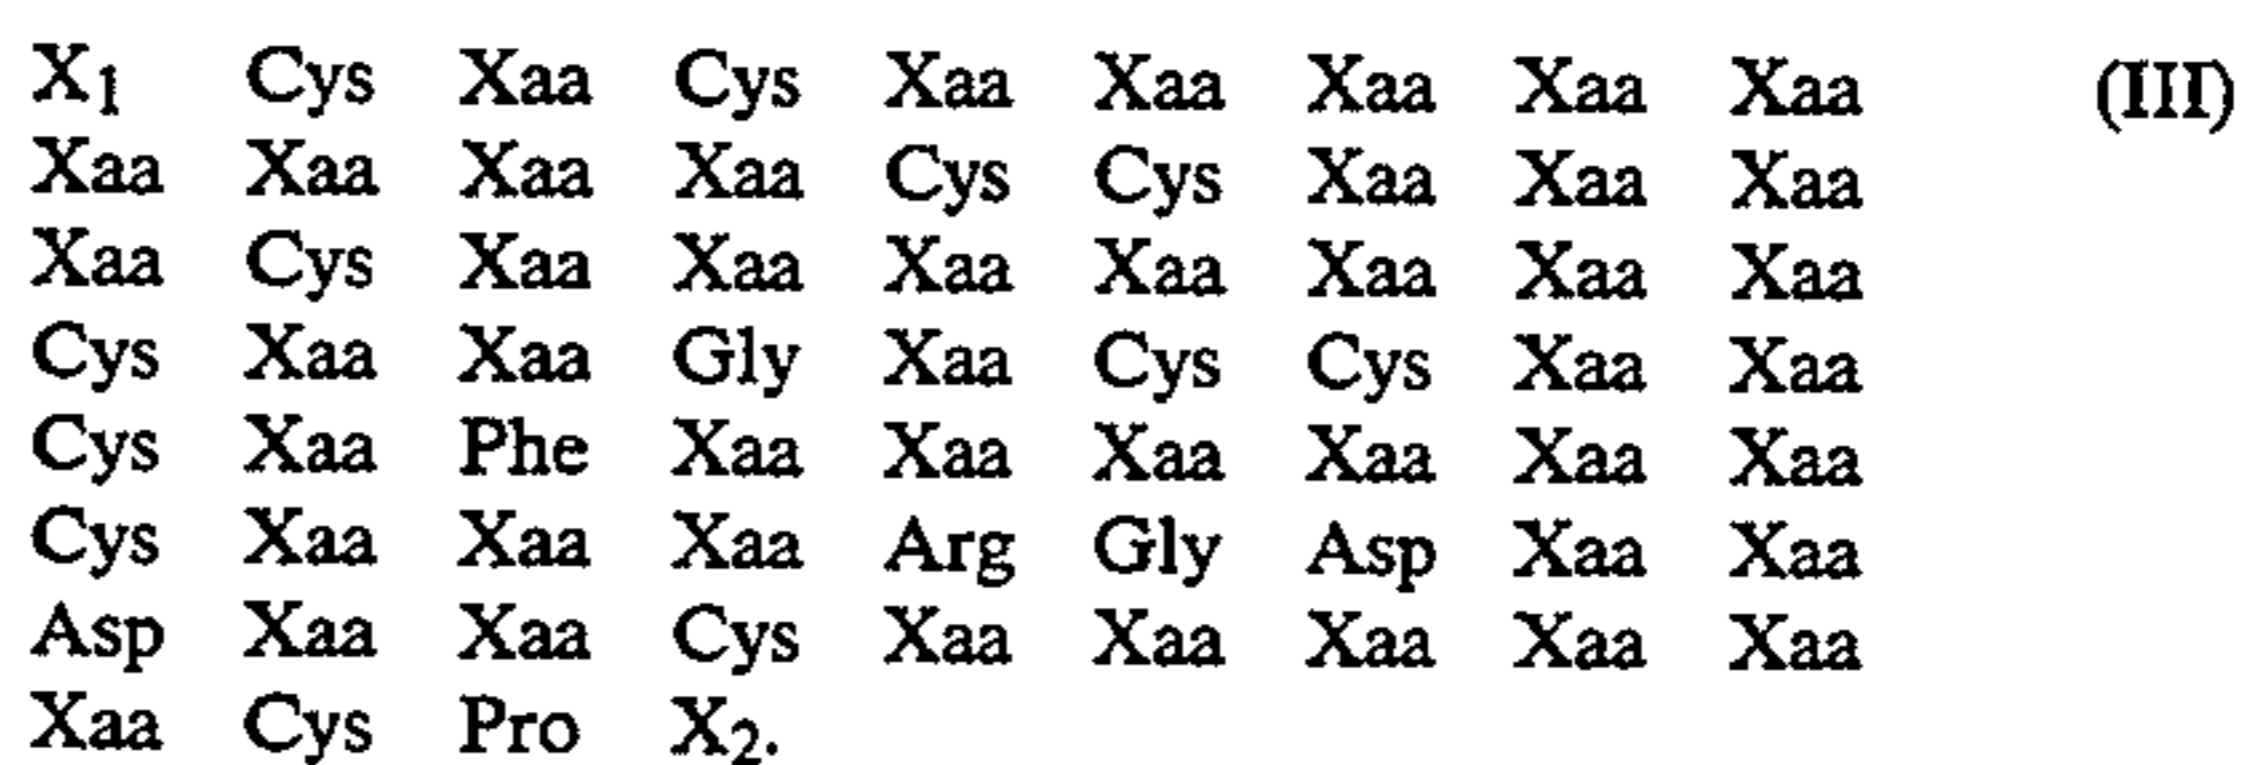 X₁ Cys Xaa Cys Xaa Xaa Xaa Xaa Xaa (III)
Xaa Xaa Xaa Xaa Cys Cys Xaa Xaa Xaa
Xaa Cys Xaa Xaa Xaa Xaa Xaa Xaa Xaa
Cys Xaa Xaa Gly Xaa Cys Cys Xaa Xaa
Cys Xaa Phe Xaa Xaa Xaa Xaa Xaa Xaa
Cys Xaa Xaa Xaa Arg Gly Asp Xaa Xaa
Asp Xaa Xaa Cys Xaa Xaa Xaa Xaa Xaa
Xaa Cys Pro X₂.